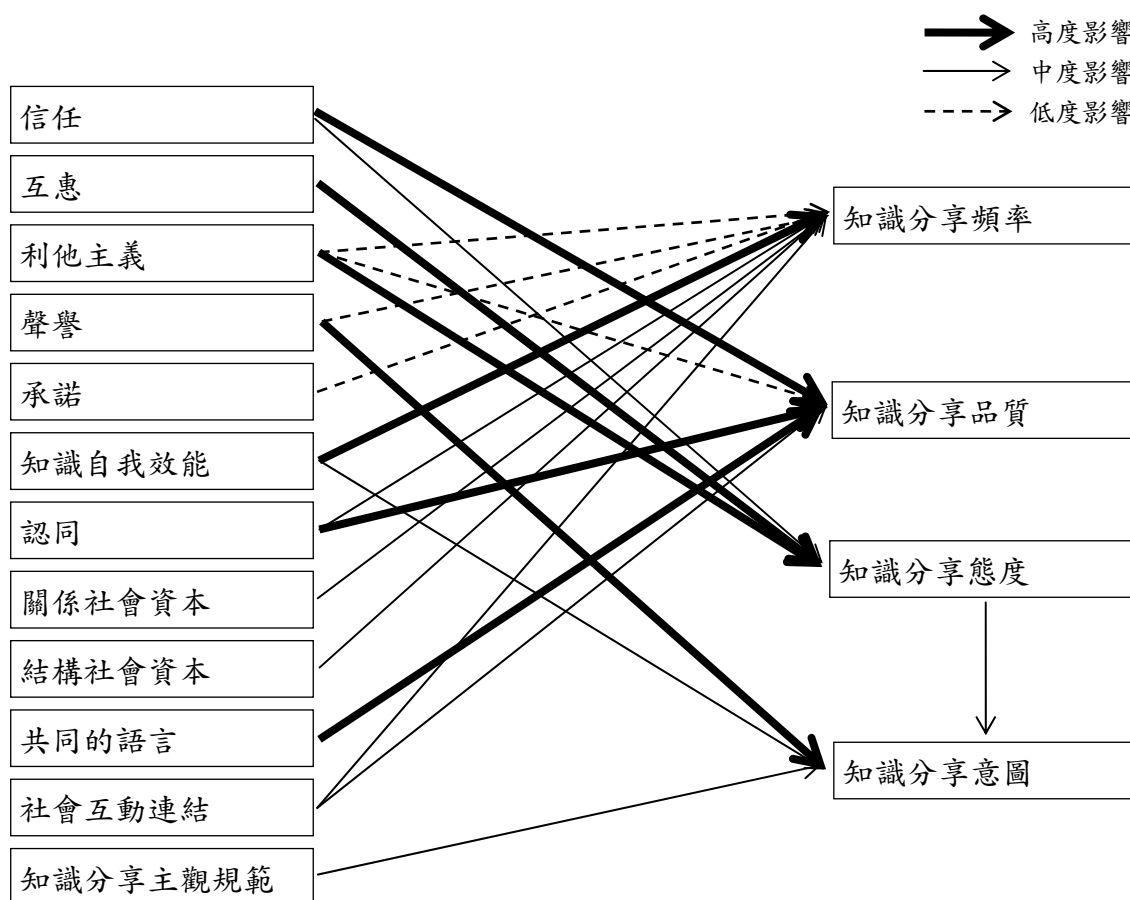 高度影響
中度影響
低度影響
信任
互惠
利他主義
聲譽
承諾
知識自我效能
認同
關係社會資本
結構社會資本
共同的語言
社會互動連結
知識分享主觀規範
知識分享頻率
知識分享品質
知識分享態度
知識分享意圖